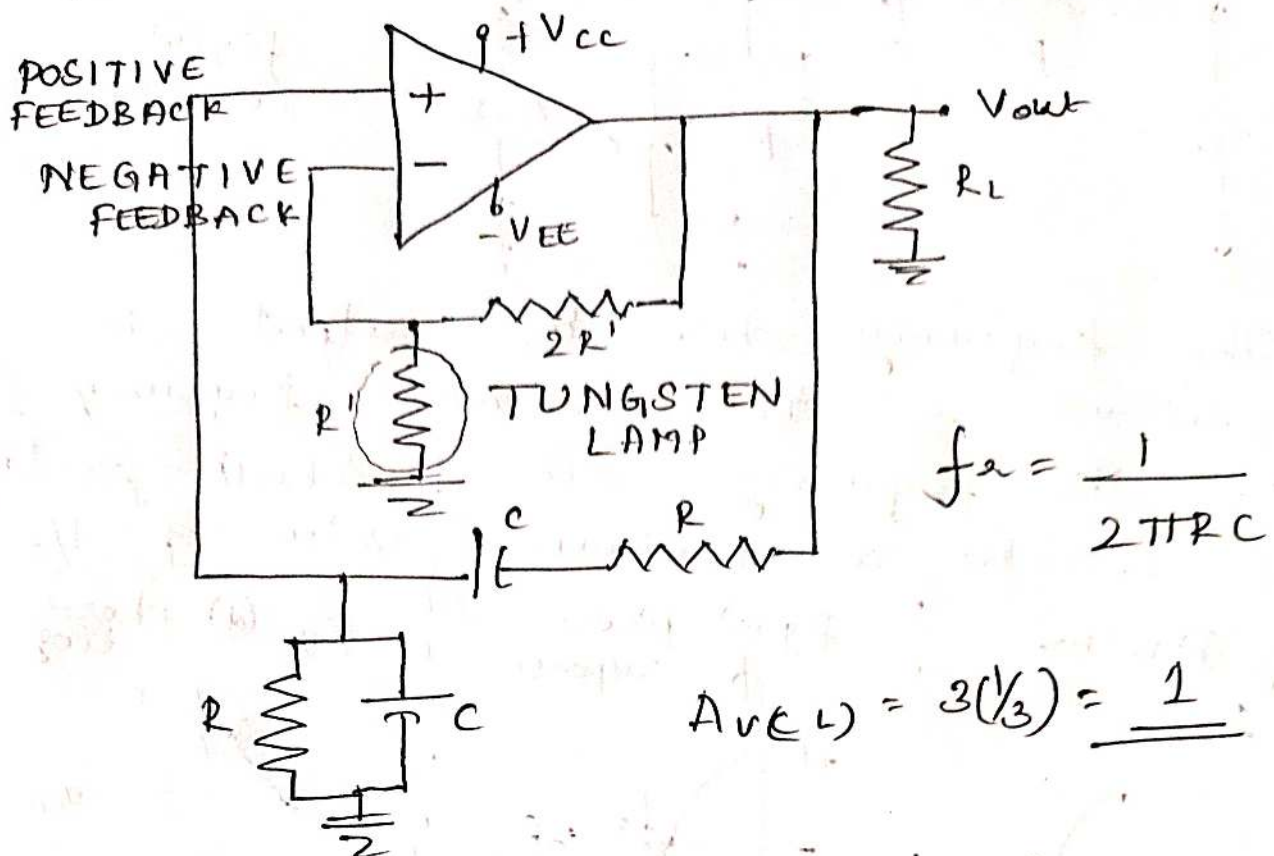 +VCC
POSITIVE
FEEDBACK
+
Vout
NEGATIVE
FEEDBACK
−
-VEE
RL
2R'
R'
TUNGSTEN
LAMP
fr = 1
2πRC
C
R
R
C
Av(CL) = 3(1/3) = 1